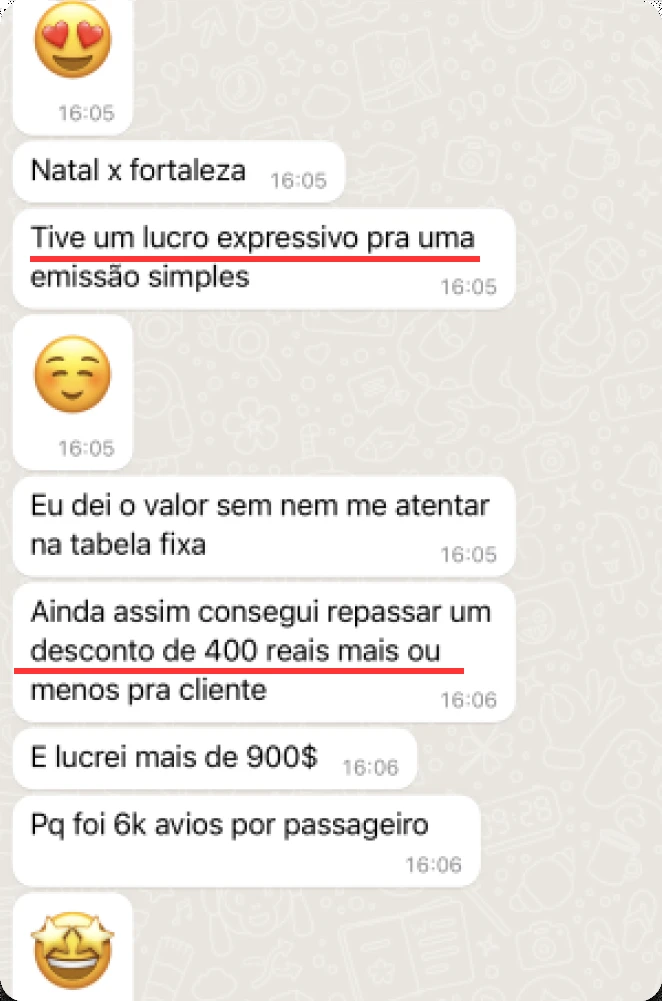 16:05
Natal x fortaleza 16:05
Tive um lucro expressivo pra uma
emissão simples 16:05
16:05
Eu dei o valor sem nem me atentar
na tabela fixa 16:05
Ainda assim consegui repassar um
desconto de 400 reais mais ou
menos pra cliente 16:06
E lucrei mais de 900$ 16:06
Pq foi 6k avios por passageiro
16:06